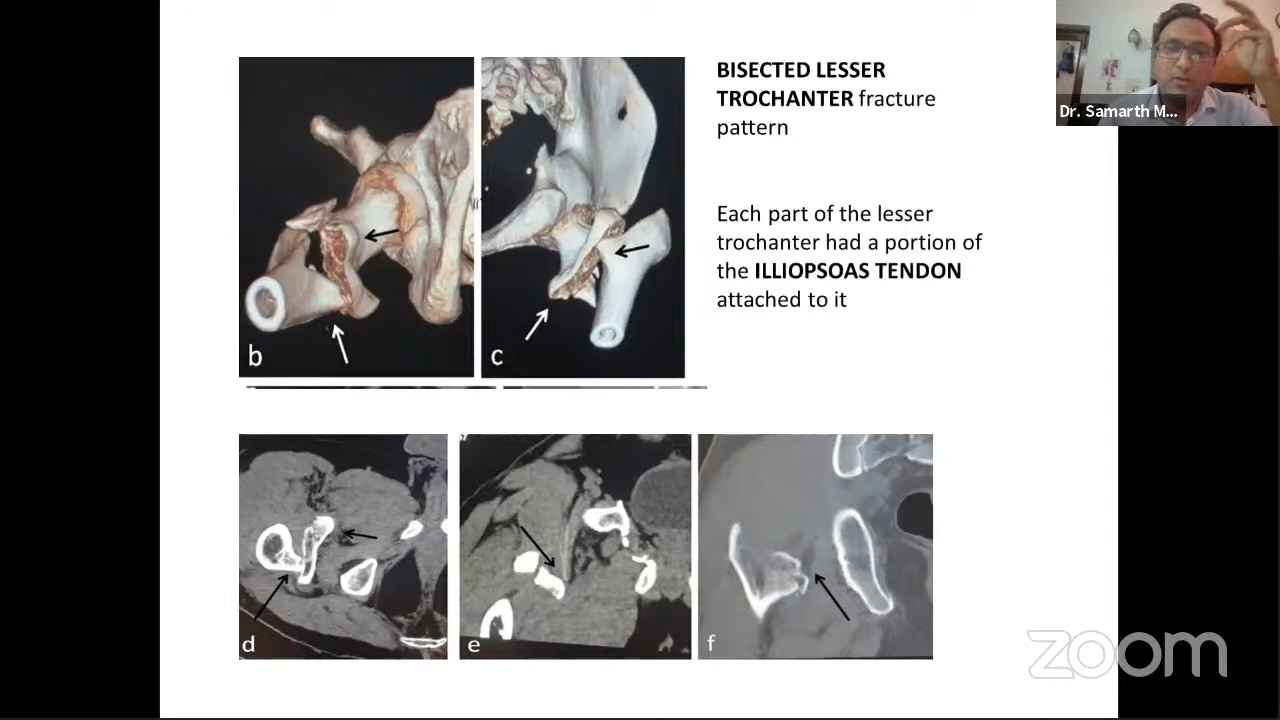 BISECTED LESSER
TROCHANTER fracture
pattern
Dr. Samarth M...
Each part of the lesser
trochanter had a portion of
the ILLIOPSOAS TENDON
attached to it
b
c
d
e
f
zoom